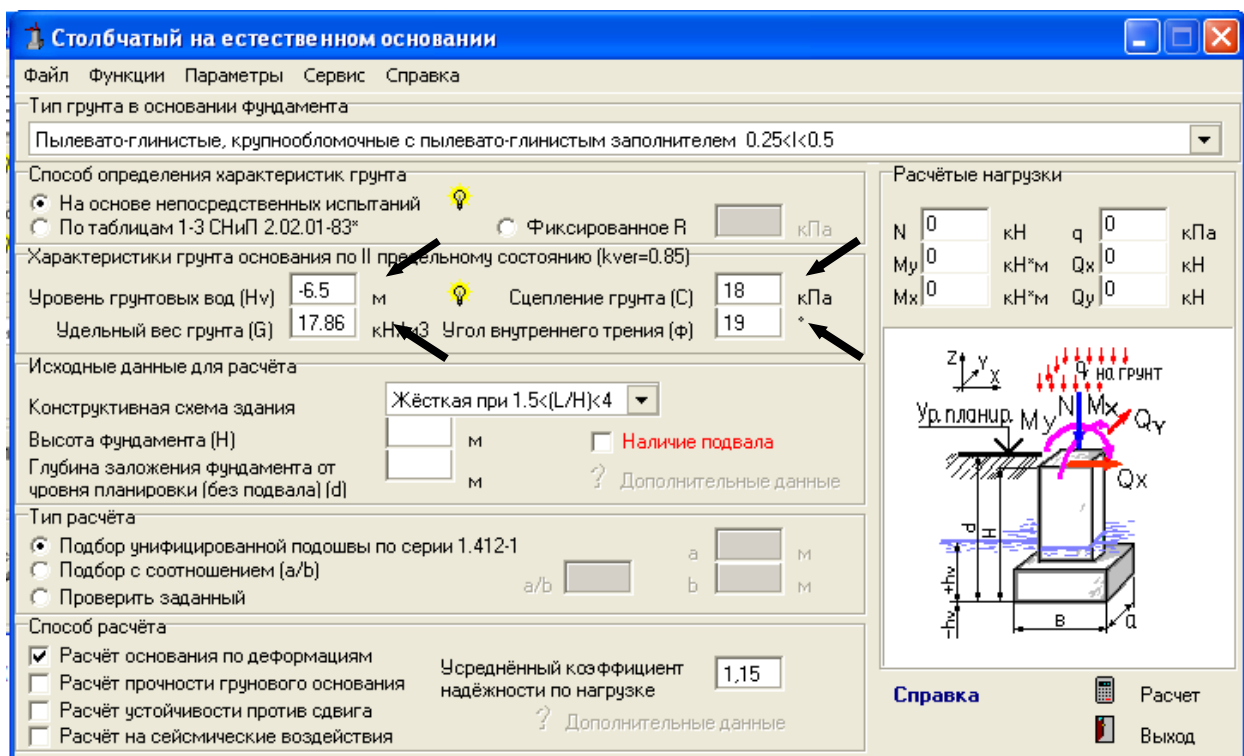 Столбчатый на естественном основании
Файл Функции Параметры Сервис Справка
Тип грунта в основании фундамента
Пылевато-глинистые, крупнообломочные с пылевато-глинистым заполнителем 0.25<I<0.5
Способ определения характеристик грунта
На основе непосредственных испытаний
По таблицам 1-3 СНиП 2.02.01-83*
Фиксированное R кПа
Расчётые нагрузки
N 0 кН q 0 кПа
My 0 кН*м Qx 0 кН
Mx 0 кН*м Qy 0 кН
Характеристики грунта основания по II предельному состоянию (kver=0.85)
Уровень грунтовых вод (Hv) -6.5 м Сцепление грунта (C) 18 кПа
Удельный вес грунта (G) 17.86 кН/м3 Угол внутреннего трения (φ) 19 °
Исходные данные для расчёта
Конструктивная схема здания Жёсткая при 1.5<(L/H)<4
Высота фундамента (H) м Наличие подвала
Глубина заложения фундамента от
уровня планировки (без подвала) (d) м ? Дополнительные данные
Тип расчёта
Подбор унифицированной подошвы по серии 1.412-1 a м
Подбор с соотношением (a/b) a/b b м
Проверить заданный
Способ расчёта
Расчёт основания по деформациям
Расчёт прочности грунового основания
Расчёт устойчивости против сдвига
Расчёт на сейсмические воздействия
Усреднённый коэффициент
надёжности по нагрузке 1,15
? Дополнительные данные
Z Y X
q на грунт
Ур. планир. My N Mx Qy
Qx
d H
+hv
-hv
B a
Справка Расчет
Выход